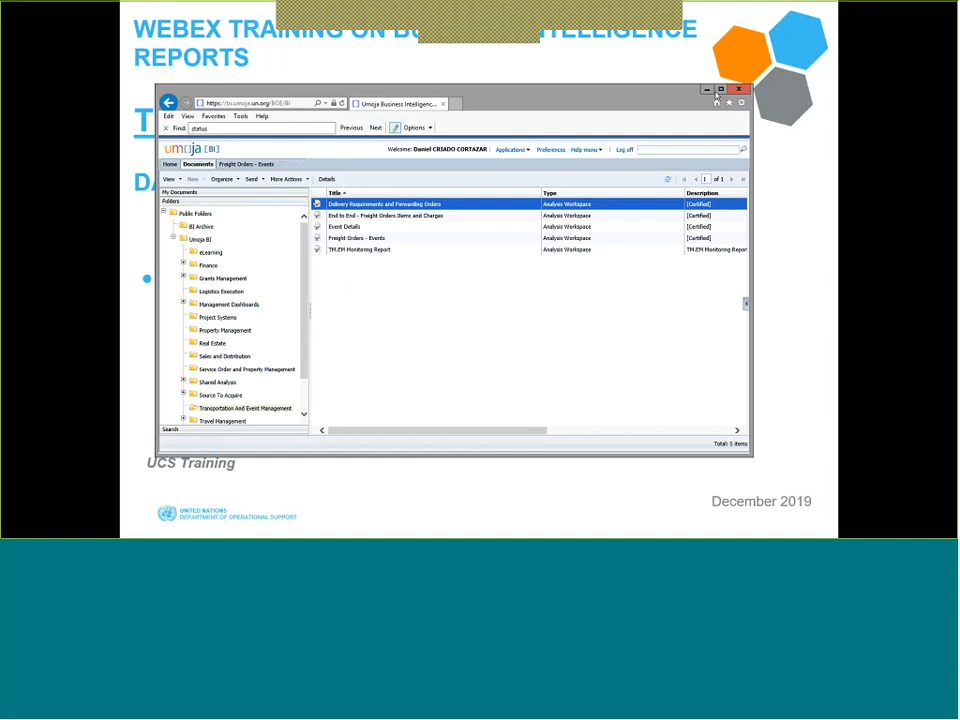 WEBEX TRAINING ON BU INTELLIGENCE
REPORTS
T
DA
https://bi.umoja.un.org/BOE/BI
Umoja Business Intelligenc...
Edit View Favorites Tools Help
Find: status Previous Next Options
umoja [BI]
Welcome: Daniel CRIADO CORTAZAR Applications Preferences Help menu Log off
Home Documents Freight Orders - Events
View New Organize Send More Actions Details 1 of 1
My Documents
Folders
Public Folders
BI Archive
Umoja BI
eLearning
Finance
Grants Management
Logistics Execution
Management Dashboards
Project Systems
Property Management
Real Estate
Sales and Distribution
Service Order and Property Management
Shared Analysis
Source To Acquire
Transportation And Event Management
Travel Management
Search
Title Type Description
Delivery Requirements and Forwarding Orders Analysis Workspace [Certified]
End to End - Freight Orders Items and Charges Analysis Workspace [Certified]
Event Details Analysis Workspace [Certified]
Freight Orders - Events Analysis Workspace [Certified]
TM.EM Monitoring Report Analysis Workspace TM.EM Monitoring Repor
Total: 5 items
UCS Training
December 2019
UNITED NATIONS
DEPARTMENT OF OPERATIONAL SUPPORT